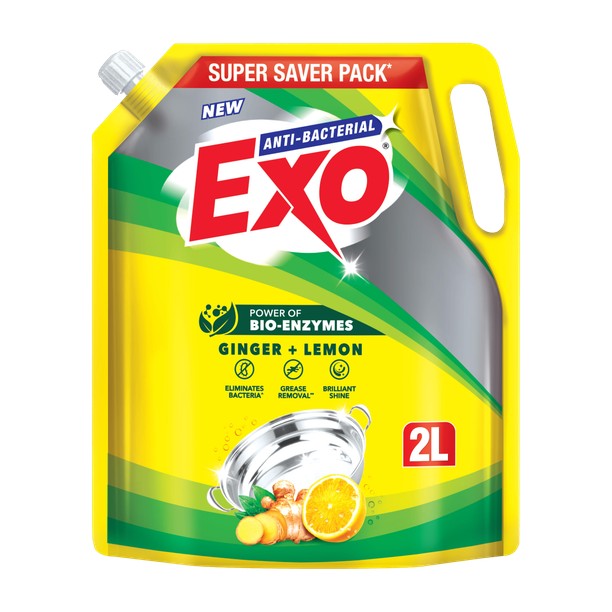 SUPER SAVER PACK*
NEW
ANTI-BACTERIAL
Exo®
POWER OF
BIO-ENZYMES
GINGER + LEMON
ELIMINATES
BACTERIA^
GREASE
REMOVAL**
BRILLIANT
SHINE
2L